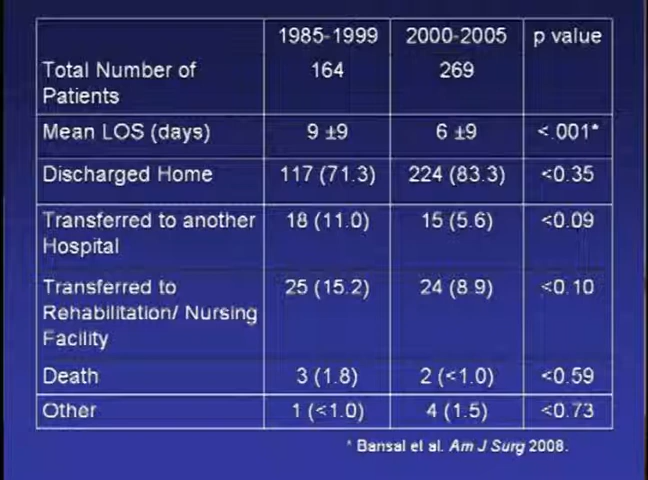 1985-1999 2000-2005 p value
Total Number of Patients 164 269
Mean LOS (days) 9 ±9 6 ±9 <.001*
Discharged Home 117 (71.3) 224 (83.3) <0.35
Transferred to another Hospital 18 (11.0) 15 (5.6) <0.09
Transferred to Rehabilitation/ Nursing Facility 25 (15.2) 24 (8.9) <0.10
Death 3 (1.8) 2 (<1.0) <0.59
Other 1 (<1.0) 4 (1.5) <0.73
* Bansal et al. Am J Surg 2008.